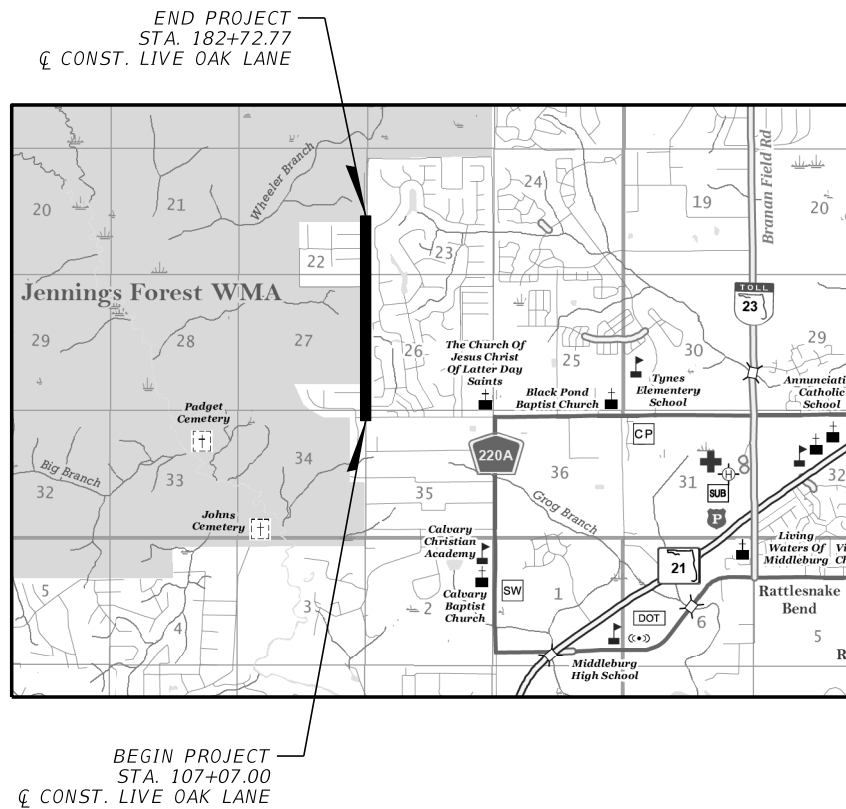 END PROJECT
STA. 182+72.77
℄ CONST. LIVE OAK LANE
Wheeler Branch
Branan Field Rd
20
21
22
23
24
19
20
Jennings Forest WMA
TOLL
23
29
28
27
26
25
30
29
The Church Of
Jesus Christ
Of Latter Day
Saints
Black Pond
Baptist Church
Tynes
Elementary
School
Annunciati
Catholic
School
Padget
Cemetery
CP
220A
Big Branch
32
33
34
35
36
31
32
H
SUB
P
Grog Branch
Johns
Cemetery
Calvary
Christian
Academy
Living
Waters Of
Middleburg
Vi
Ch
21
5
4
3
2
1
6
5
SW
Calvary
Baptist
Church
DOT
Rattlesnake
Bend
Middleburg
High School
R
BEGIN PROJECT
STA. 107+07.00
℄ CONST. LIVE OAK LANE